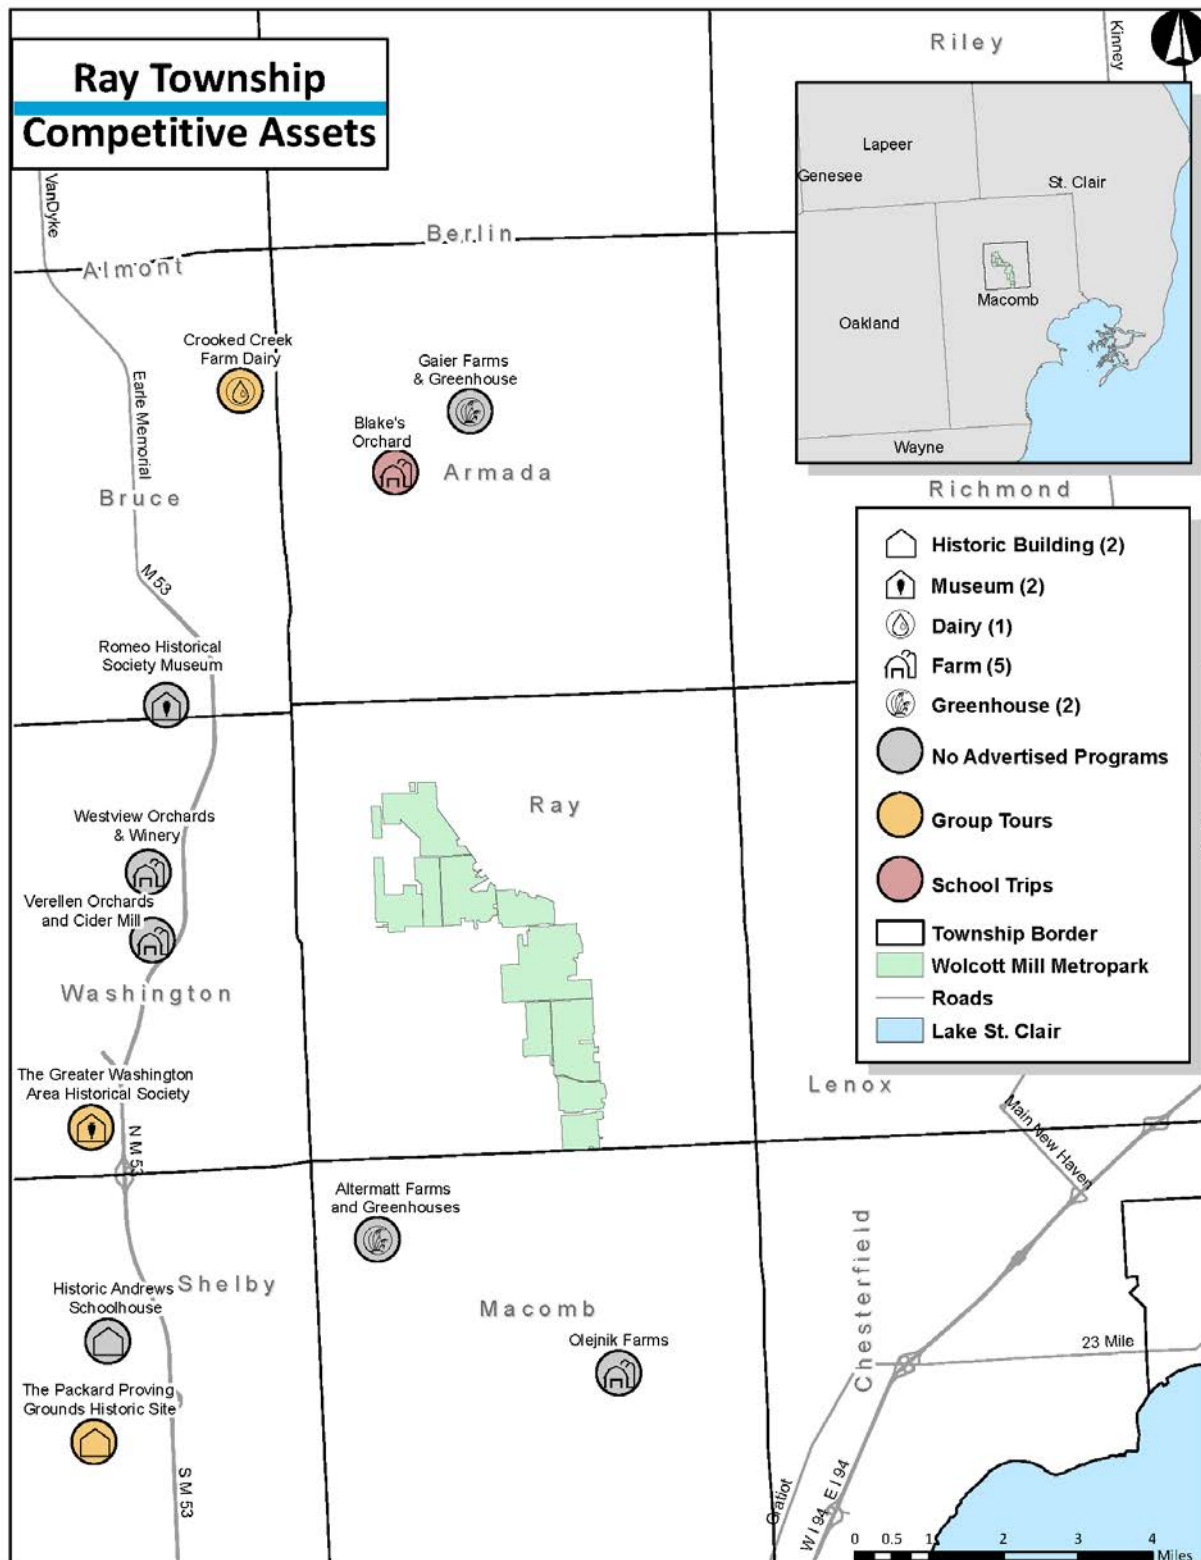 Ray Township
Competitive Assets
Riley
Kinney
VanDyke
Almont
Berlin
Lapeer
Genesee
St. Clair
Macomb
Oakland
Wayne
Crooked Creek
Farm Dairy
Gaier Farms
& Greenhouse
Blake's
Orchard
Armada
Earle Memorial
Bruce
Richmond
M 53
Historic Building (2)
Museum (2)
Dairy (1)
Farm (5)
Greenhouse (2)
No Advertised Programs
Group Tours
School Trips
Township Border
Wolcott Mill Metropark
Roads
Lake St. Clair
Romeo Historical
Society Museum
Ray
Westview Orchards
& Winery
Verellen Orchards
and Cider Mill
Washington
The Greater Washington
Area Historical Society
N M 53
Lenox
Main New Haven
Altermatt Farms
and Greenhouses
Shelby
Historic Andrews
Schoolhouse
Macomb
Olejnik Farms
Chesterfield
23 Mile
The Packard Proving
Grounds Historic Site
S M 53
Gratiot
W I 94 E I 94
0 0.5 1 2 3 4
Miles